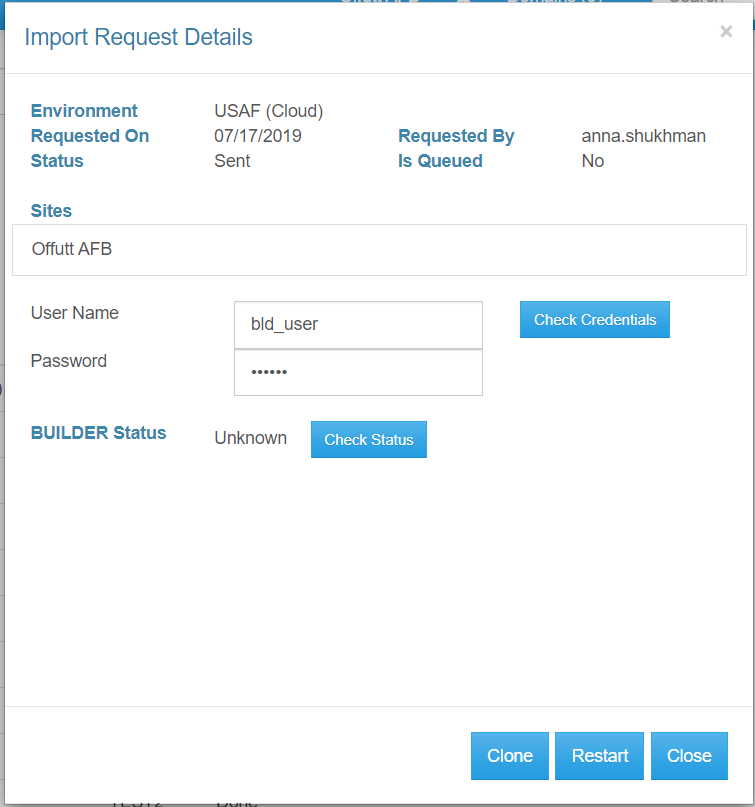 Import Request Details
×
Environment USAF (Cloud)
Requested On 07/17/2019 Requested By anna.shukhman
Status Sent Is Queued No
Sites
Offutt AFB
User Name bld_user Check Credentials
Password ••••••
BUILDER Status Unknown Check Status
Clone Restart Close